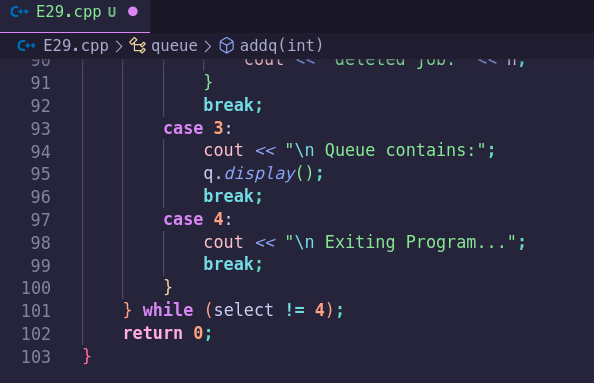 C++ E29.cpp U
C++ E29.cpp > queue > addq(int)
90 cout << "deleted job: " << n;
91 }
92 break;
93 case 3:
94 cout << "\n Queue contains:";
95 q.display();
96 break;
97 case 4:
98 cout << "\n Exiting Program...";
99 break;
100 }
101 } while (select != 4);
102 return 0;
103 }